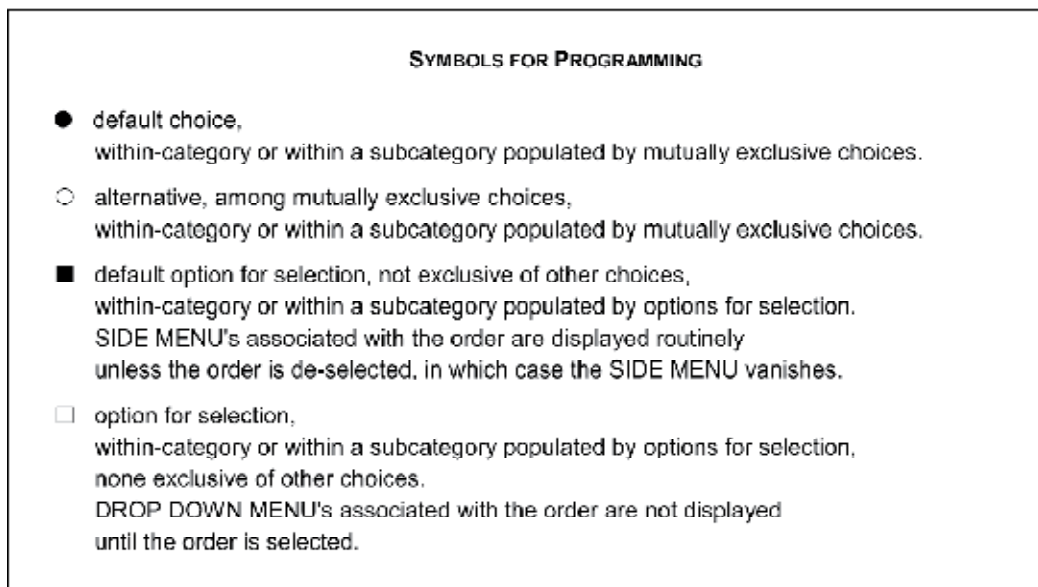 SYMBOLS FOR PROGRAMMING
● default choice,
within-category or within a subcategory populated by mutually exclusive choices.
○ alternative, among mutually exclusive choices,
within-category or within a subcategory populated by mutually exclusive choices.
■ default option for selection, not exclusive of other choices,
within-category or within a subcategory populated by options for selection.
SIDE MENU's associated with the order are displayed routinely
unless the order is de-selected, in which case the SIDE MENU vanishes.
□ option for selection,
within-category or within a subcategory populated by options for selection,
none exclusive of other choices.
DROP DOWN MENU's associated with the order are not displayed
until the order is selected.